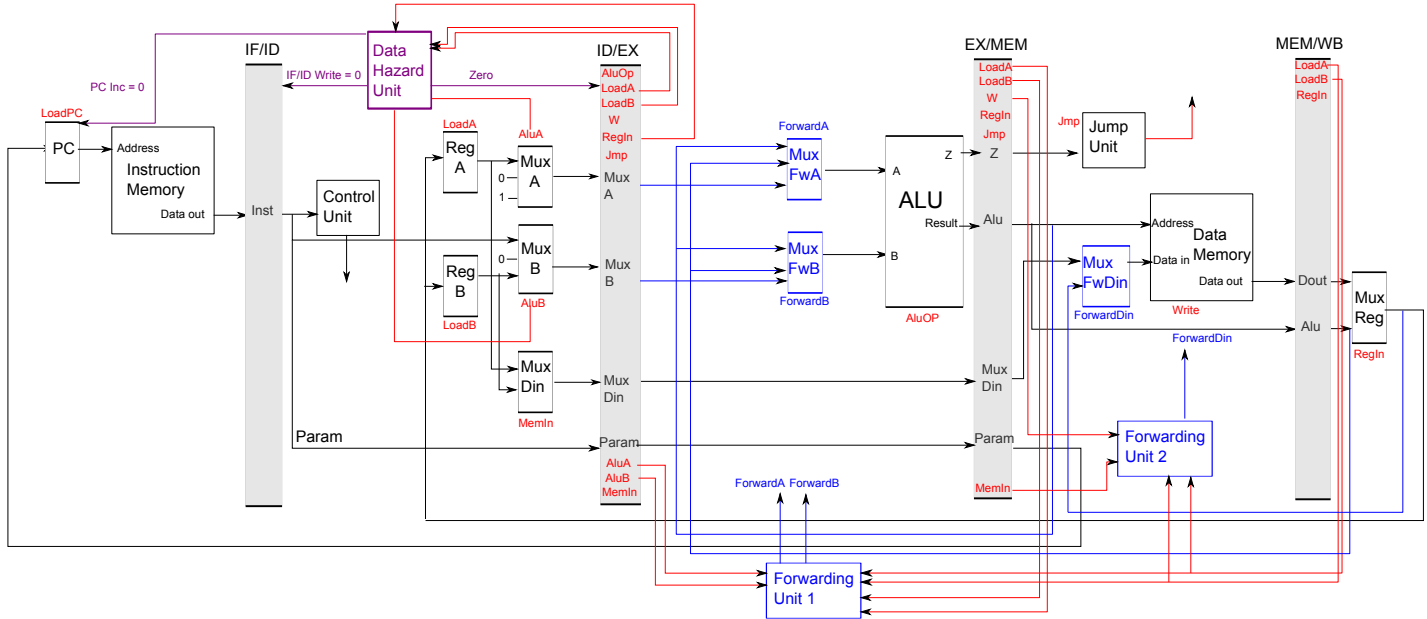 IF/ID
Data
Hazard
Unit
ID/EX
EX/MEM
MEM/WB
PC Inc = 0
IF/ID Write = 0
Zero
LoadPC
PC
Address
Instruction
Memory
Data out
Inst
Control
Unit
LoadA
Reg
A
AluA
Mux
A
0
1
Mux
B
0
AluB
Reg
B
LoadB
Mux
Din
MemIn
Param
AluOp
LoadA
LoadB
W
RegIn
Jmp
Mux
A
Mux
B
Mux
Din
Param
AluA
AluB
MemIn
ForwardA
Mux
FwA
Mux
FwB
ForwardB
A
B
Z
ALU
Result
AluOP
LoadA
LoadB
W
RegIn
Jmp
Z
Alu
Mux
Din
Param
MemIn
Jmp
Jump
Unit
Address
Data
Memory
Data in
Data out
Write
Mux
FwDin
ForwardDin
ForwardDin
Forwarding
Unit 2
LoadA
LoadB
RegIn
Dout
Alu
Mux
Reg
RegIn
ForwardA ForwardB
Forwarding
Unit 1